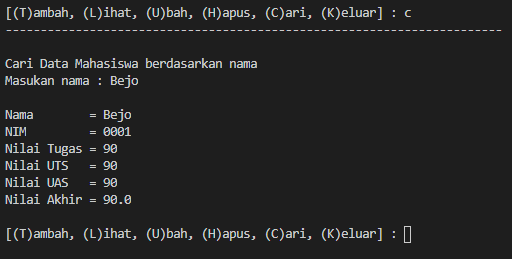 [(T)ambah, (L)ihat, (U)bah, (H)apus, (C)ari, (K)eluar] : c
-----------------------------------------------------------------------
Cari Data Mahasiswa berdasarkan nama
Masukan nama : Bejo
Nama        = Bejo
NIM         = 0001
Nilai Tugas = 90
Nilai UTS   = 90
Nilai UAS   = 90
Nilai Akhir = 90.0
[(T)ambah, (L)ihat, (U)bah, (H)apus, (C)ari, (K)eluar] :